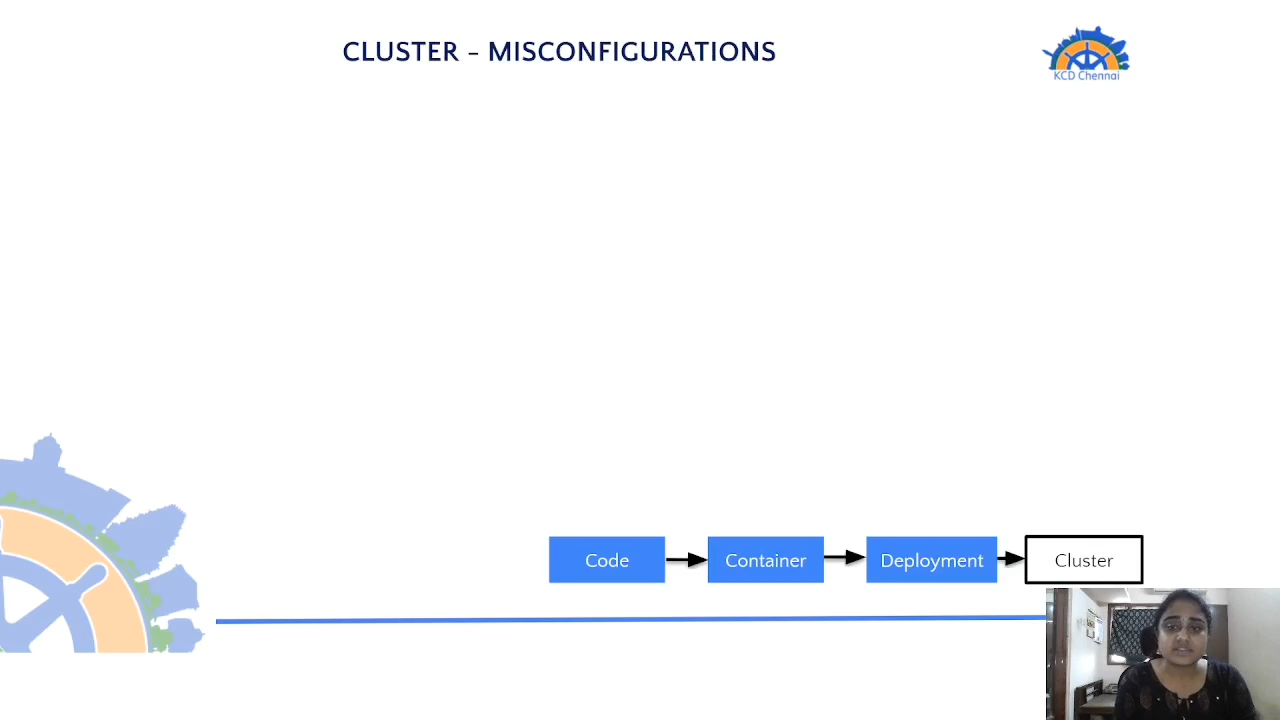 CLUSTER – MISCONFIGURATIONS
KCD Chennai
Code
Container
Deployment
Cluster